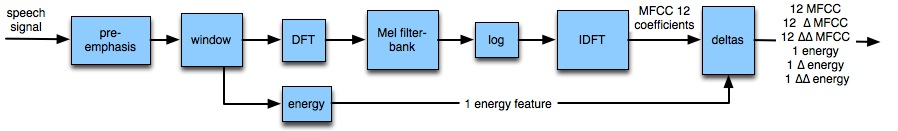 speech
signal
pre-
emphasis
window
DFT
Mel filter-
bank
log
IDFT
MFCC 12
coefficients
deltas
12 MFCC
12 Δ MFCC
12 ΔΔ MFCC
1 energy
1 Δ energy
1 ΔΔ energy
energy
1 energy feature